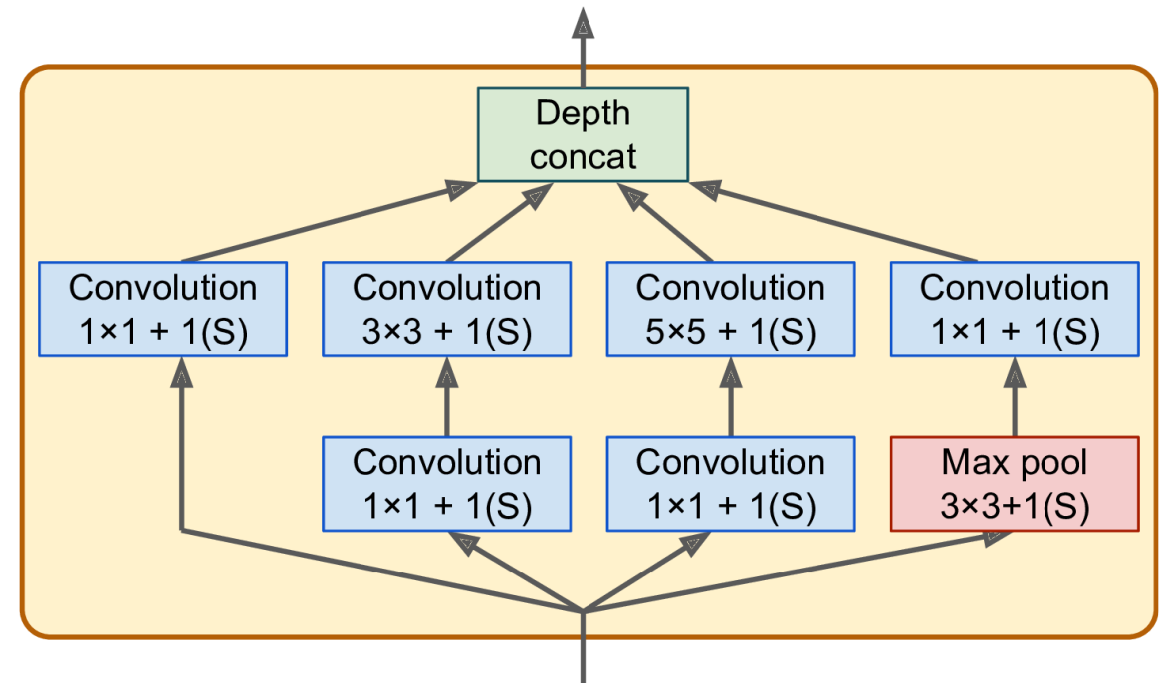 Depth
concat
Convolution
1×1 + 1(S)
Convolution
3×3 + 1(S)
Convolution
5×5 + 1(S)
Convolution
1×1 + 1(S)
Convolution
1×1 + 1(S)
Convolution
1×1 + 1(S)
Max pool
3×3+1(S)